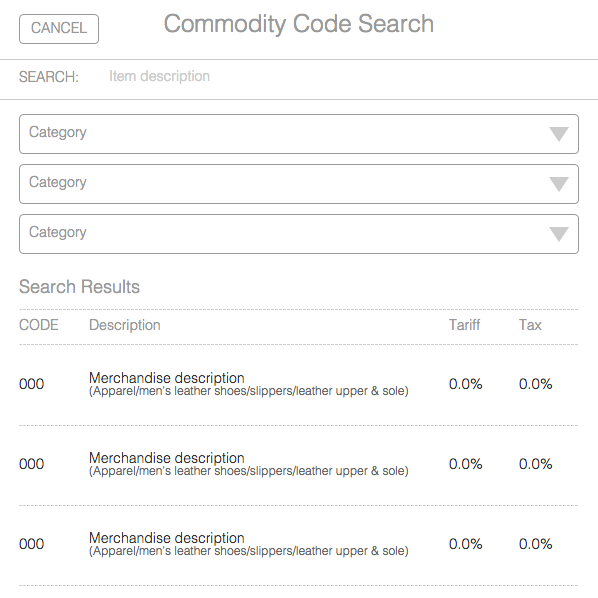 CANCEL
Commodity Code Search
SEARCH: Item description
Category
Category
Category
Search Results
CODE Description Tariff Tax
000 Merchandise description 0.0% 0.0%
(Apparel/men's leather shoes/slippers/leather upper & sole)
000 Merchandise description 0.0% 0.0%
(Apparel/men's leather shoes/slippers/leather upper & sole)
000 Merchandise description 0.0% 0.0%
(Apparel/men's leather shoes/slippers/leather upper & sole)